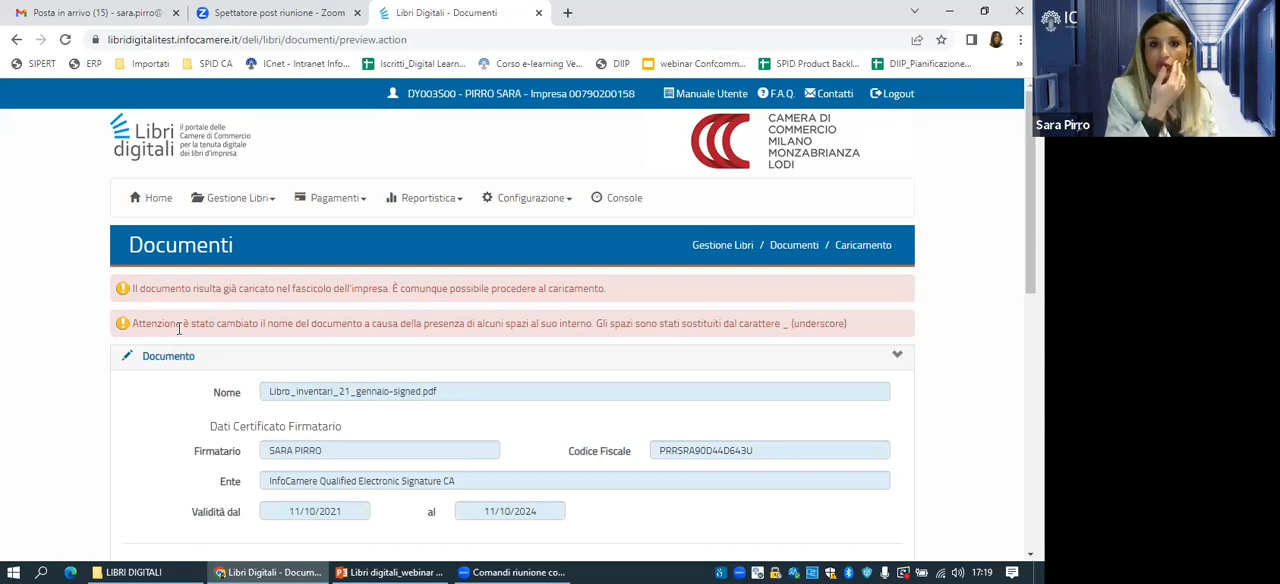 Posta in arrivo (15) - sara.pirro@
Spettatore post riunione - Zoom
Libri Digitali - Documenti
libridigitalitest.infocamere.it/deli/libri/documenti/preview.action
SIPERT
ERP
Importati
SPID CA
ICnet - Intranet Info...
Iscritti_Digital Learn...
Corso e-learning Ve...
DIIP
webinar Confcomm...
SPID Product Backl...
DIIP_Pianificazione...
»
IC
Sara Pirro
DY003S00 - PIRRO SARA - Impresa 00790200158
Manuale Utente
F.A.Q.
Contatti
Logout
Libri digitali
il portale delle
Camere di Commercio
per la tenuta digitale
dei libri d'impresa
CAMERA DI
COMMERCIO
MILANO
MONZABRIANZA
LODI
Home
Gestione Libri
Pagamenti
Reportistica
Configurazione
Console
Documenti
Gestione Libri / Documenti / Caricamento
Il documento risulta già caricato nel fascicolo dell'impresa. È comunque possibile procedere al caricamento.
Attenzione è stato cambiato il nome del documento a causa della presenza di alcuni spazi al suo interno. Gli spazi sono stati sostituiti dal carattere _ (underscore)
Documento
Nome
Libro_inventari_21_gennaio-signed.pdf
Dati Certificato Firmatario
Firmatario
SARA PIRRO
Codice Fiscale
PRRSRA90D44D643U
Ente
InfoCamere Qualified Electronic Signature CA
Validità dal
11/10/2021
al
11/10/2024
LIBRI DIGITALI
Libri Digitali - Docum...
Libri digitali_webinar ...
Comandi riunione co...
17:19